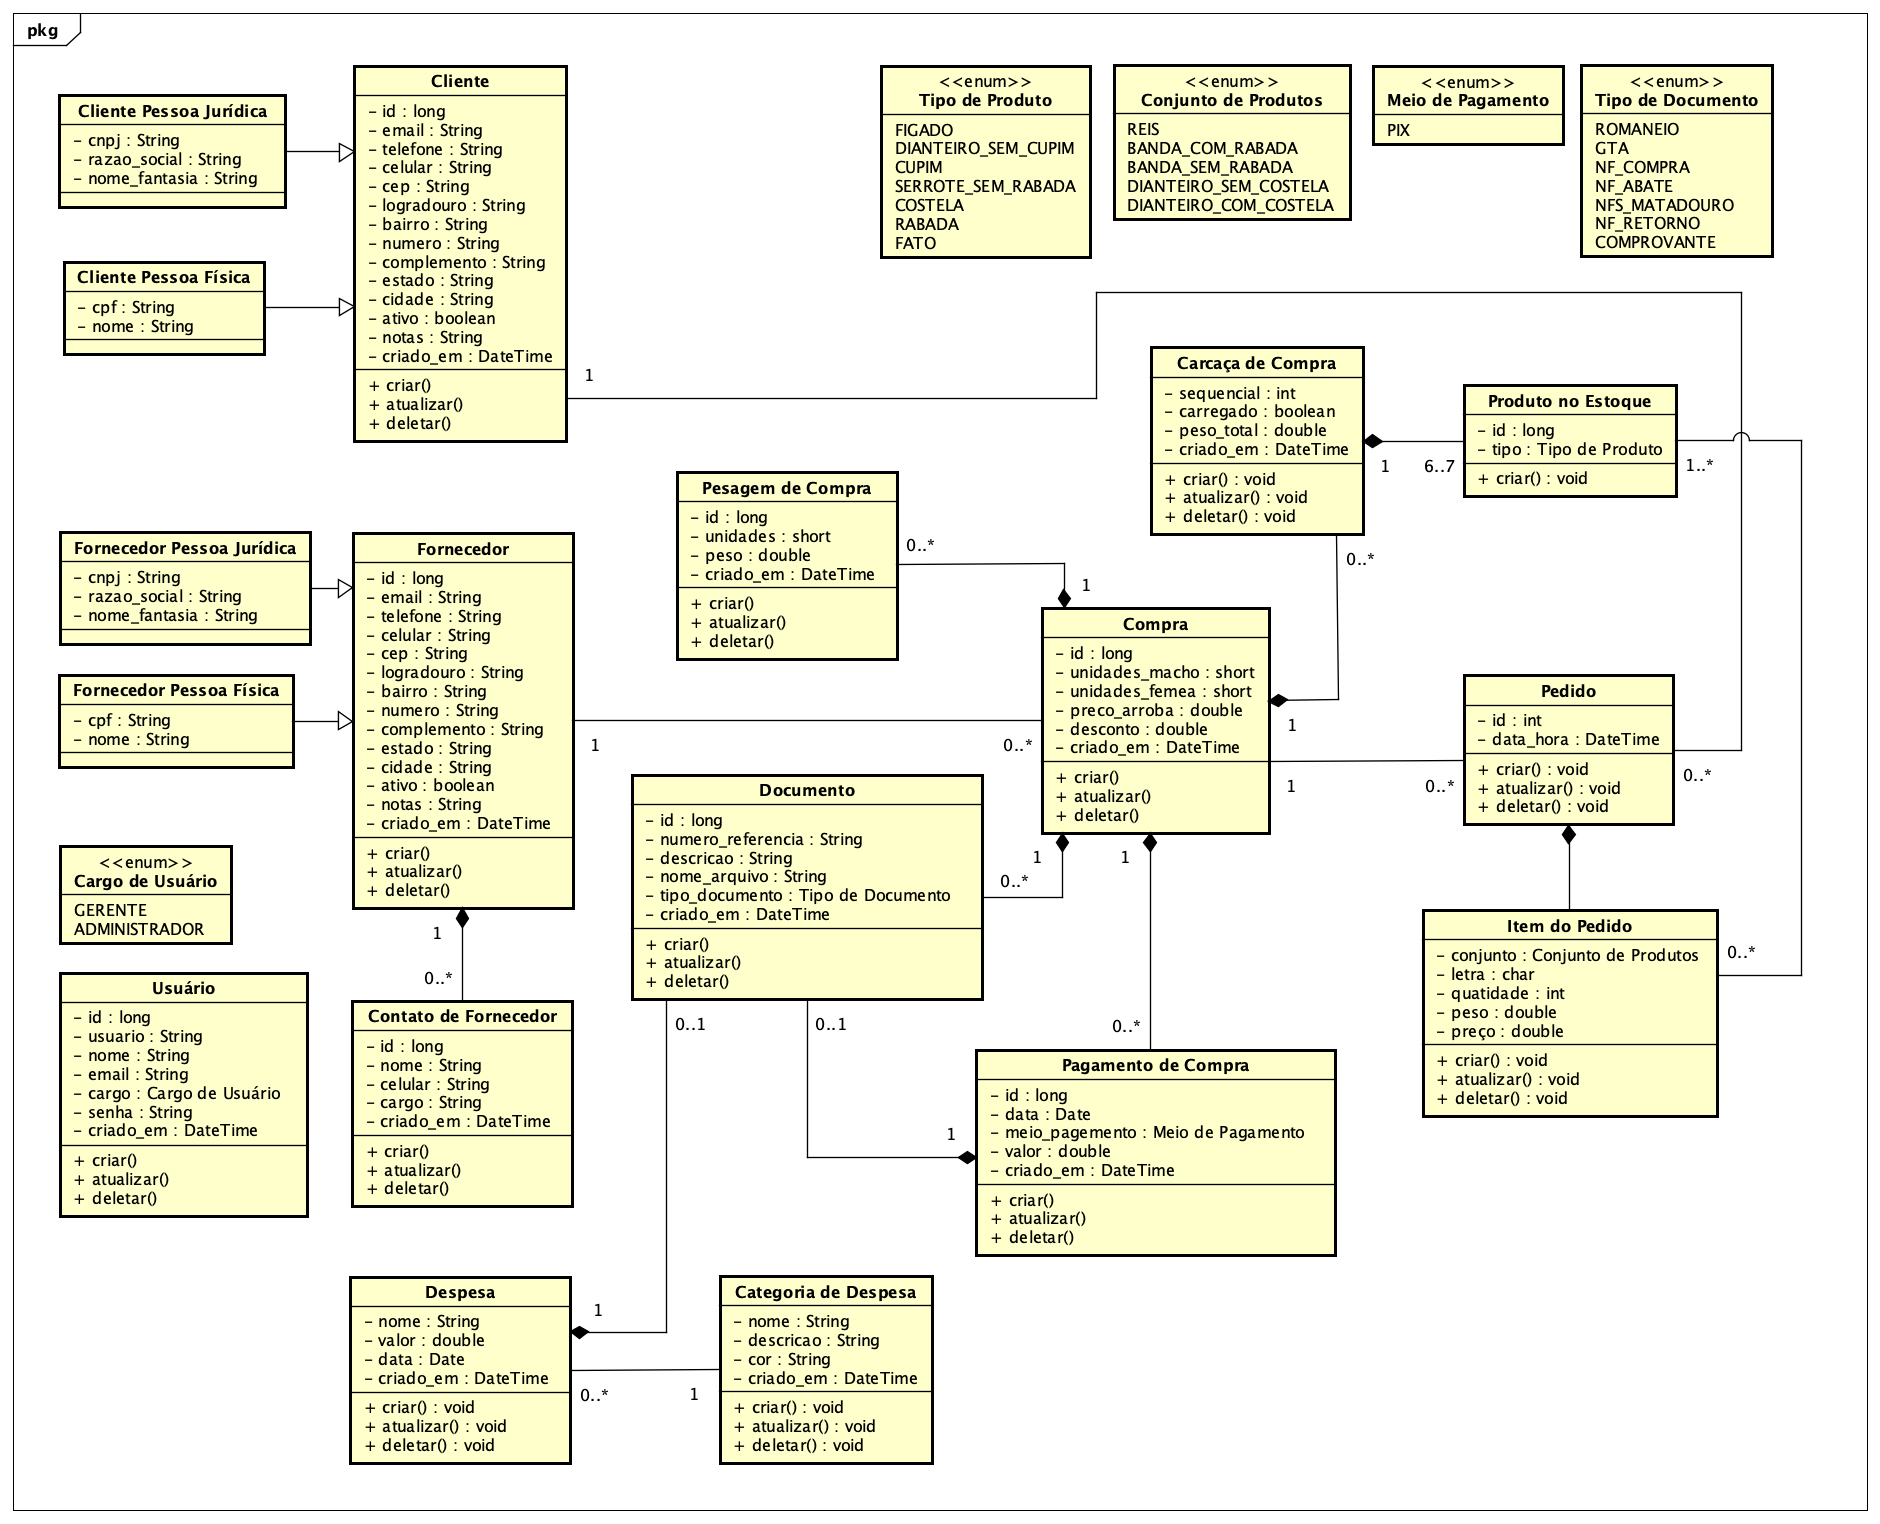 pkg
Cliente
– id : long
– email : String
– telefone : String
– celular : String
– cep : String
– logradouro : String
– bairro : String
– numero : String
– complemento : String
– estado : String
– cidade : String
– ativo : boolean
– notas : String
– criado_em : DateTime
+ criar()
+ atualizar()
+ deletar()
1
Cliente Pessoa Jurídica
– cnpj : String
– razao_social : String
– nome_fantasia : String
Cliente Pessoa Física
– cpf : String
– nome : String
<<enum>>
Tipo de Produto
FIGADO
DIANTEIRO_SEM_CUPIM
CUPIM
SERROTE_SEM_RABADA
COSTELA
RABADA
FATO
<<enum>>
Conjunto de Produtos
REIS
BANDA_COM_RABADA
BANDA_SEM_RABADA
DIANTEIRO_SEM_COSTELA
DIANTEIRO_COM_COSTELA
<<enum>>
Meio de Pagamento
PIX
<<enum>>
Tipo de Documento
ROMANEIO
GTA
NF_COMPRA
NF_ABATE
NFS_MATADOURO
NF_RETORNO
COMPROVANTE
Carcaça de Compra
– sequencial : int
– carregado : boolean
– peso_total : double
– criado_em : DateTime
+ criar() : void
+ atualizar() : void
+ deletar() : void
1
6..7
0..*
Produto no Estoque
– id : long
– tipo : Tipo de Produto
+ criar() : void
1..*
Pesagem de Compra
– id : long
– unidades : short
– peso : double
– criado_em : DateTime
+ criar()
+ atualizar()
+ deletar()
0..*
1
Fornecedor Pessoa Jurídica
– cnpj : String
– razao_social : String
– nome_fantasia : String
Fornecedor Pessoa Física
– cpf : String
– nome : String
Fornecedor
– id : long
– email : String
– telefone : String
– celular : String
– cep : String
– logradouro : String
– bairro : String
– numero : String
– complemento : String
– estado : String
– cidade : String
– ativo : boolean
– notas : String
– criado_em : DateTime
+ criar()
+ atualizar()
+ deletar()
1
0..*
1
0..*
Compra
– id : long
– unidades_macho : short
– unidades_femea : short
– preco_arroba : double
– desconto : double
– criado_em : DateTime
+ criar()
+ atualizar()
+ deletar()
1
1
0..*
1
1
Pedido
– id : int
– data_hora : DateTime
+ criar() : void
+ atualizar() : void
+ deletar() : void
0..*
Documento
– id : long
– numero_referencia : String
– descricao : String
– nome_arquivo : String
– tipo_documento : Tipo de Documento
– criado_em : DateTime
+ criar()
+ atualizar()
+ deletar()
0..*
0..1
0..1
<<enum>>
Cargo de Usuário
GERENTE
ADMINISTRADOR
Usuário
– id : long
– usuario : String
– nome : String
– email : String
– cargo : Cargo de Usuário
– senha : String
– criado_em : DateTime
+ criar()
+ atualizar()
+ deletar()
Contato de Fornecedor
– id : long
– nome : String
– celular : String
– cargo : String
– criado_em : DateTime
+ criar()
+ atualizar()
+ deletar()
Item do Pedido
– conjunto : Conjunto de Produtos
– letra : char
– quatidade : int
– peso : double
– preço : double
+ criar() : void
+ atualizar() : void
+ deletar() : void
0..*
0..*
Pagamento de Compra
– id : long
– data : Date
– meio_pagemento : Meio de Pagamento
– valor : double
– criado_em : DateTime
+ criar()
+ atualizar()
+ deletar()
1
Despesa
– nome : String
– valor : double
– data : Date
– criado_em : DateTime
+ criar() : void
+ atualizar() : void
+ deletar() : void
1
0..*
1
Categoria de Despesa
– nome : String
– descricao : String
– cor : String
– criado_em : DateTime
+ criar() : void
+ atualizar() : void
+ deletar() : void